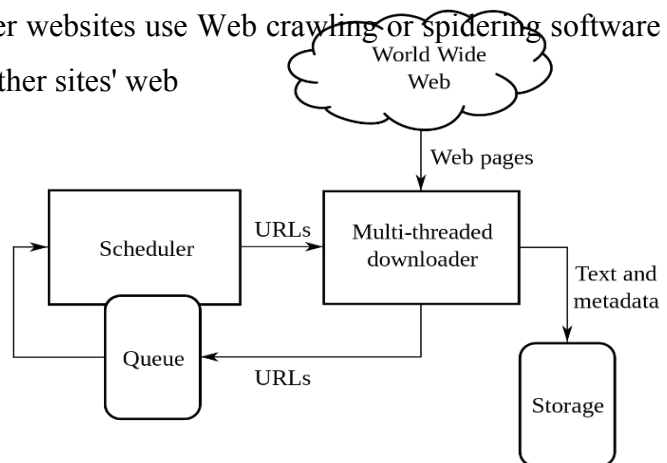 er websites use Web crawling or spidering software
ther sites' web
World Wide
Web
Web pages
Scheduler
URLs
Multi-threaded
downloader
Text and
metadata
Queue
URLs
Storage